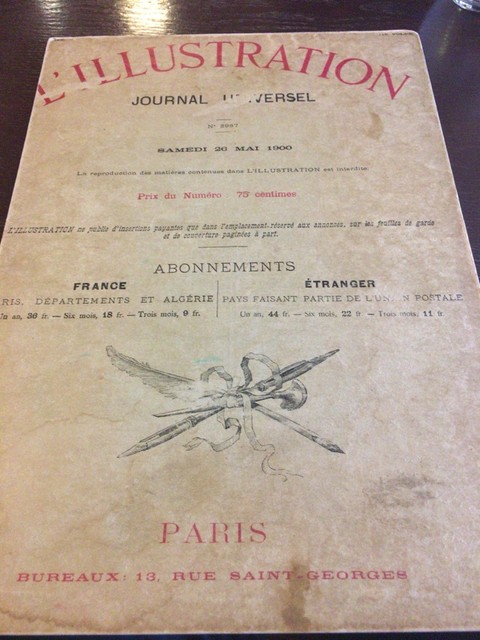 L'ILLUSTRATION
JOURNAL UNIVERSEL
SAMEDI 26 MAI 1900
La reproduction des matières contenues dans L'ILLUSTRATION est interdite
Prix du Numéro 75 centimes
L'ILLUSTRATION ne publie d'insertions payantes que dans l'emplacement réservé aux annonces, sur les feuilles de garde
et de couverture paginées à part.
ABONNEMENTS
FRANCE
RIS, DÉPARTEMENTS ET ALGÉRIE
Un an, 36 fr. — Six mois, 18 fr. — Trois mois, 9 fr.
ÉTRANGER
PAYS FAISANT PARTIE DE L'UNION POSTALE
Un an, 44 fr. — Six mois, 22 fr — Trois mois, 11 fr
PARIS
BUREAUX: 13, RUE SAINT-GEORGES